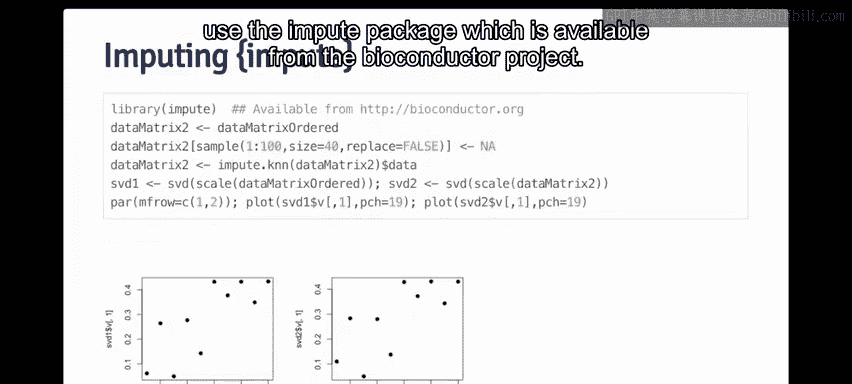 use the impute package which is available
from the bioconductor project.
Imputing {impute}
library(impute)  ## Available from http://bioconductor.org
dataMatrix2 <- dataMatrixOrdered
dataMatrix2[sample(1:100,size=40,replace=FALSE)] <- NA
dataMatrix2 <- impute.knn(dataMatrix2)$data
svd1 <- svd(scale(dataMatrixOrdered)); svd2 <- svd(scale(dataMatrix2))
par(mfrow=c(1,2)); plot(svd1$v[,1],pch=19); plot(svd2$v[,1],pch=19)
svd1$v[, 1]
0.4
0.3
0.2
0.1
svd2$v[, 1]
0.4
0.3
0.2
0.1